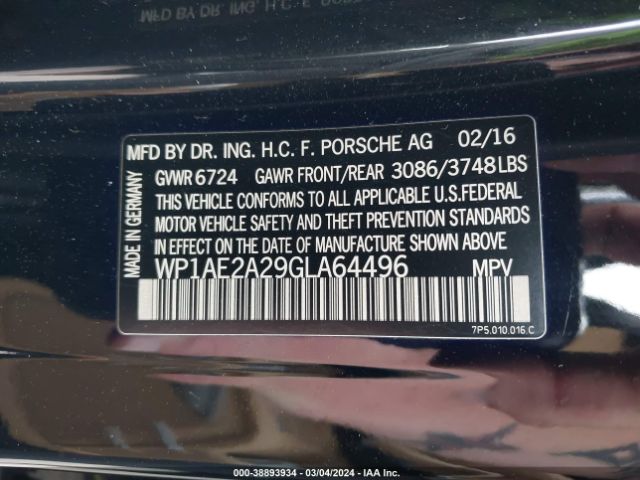 MFD BY DR. ING. H.C. F. PORSCHE AG 02/16
GVWR 6724 GAWR FRONT/REAR 3086/3748LBS
THIS VEHICLE CONFORMS TO ALL APPLICABLE U.S.FEDERAL
MOTOR VEHICLE SAFETY AND THEFT PREVENTION STANDARDS
IN EFFECT ON THE DATE OF MANUFACTURE SHOWN ABOVE
WP1AE2A29GLA64496 MPV
7P5.010.016.C
MADE IN GERMANY
000-38893934 - 03/04/2024 - IAA Inc.